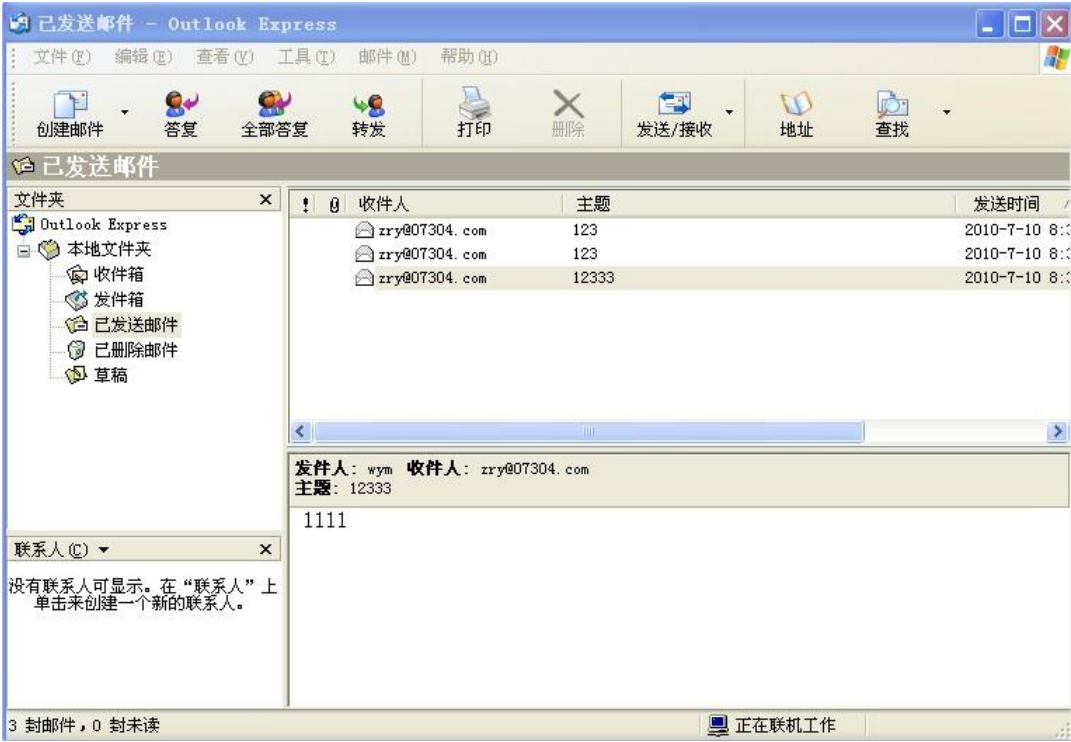 已发送邮件 - Outlook Express
文件(F) 编辑(E) 查看(V) 工具(T) 邮件(M) 帮助(H)
创建邮件 答复 全部答复 转发 打印 删除 发送/接收 地址 查找
已发送邮件
文件夹
Outlook Express
本地文件夹
收件箱
发件箱
已发送邮件
已删除邮件
草稿
! 收件人 主题 发送时间
zry@07304.com 123 2010-7-10 8:
zry@07304.com 123 2010-7-10 8:
zry@07304.com 12333 2010-7-10 8:
发件人: wym 收件人: zry@07304.com
主题: 12333
1111
联系人(C)
没有联系人可显示。在“联系人”上
单击来创建一个新的联系人。
3 封邮件，0 封未读 正在联机工作